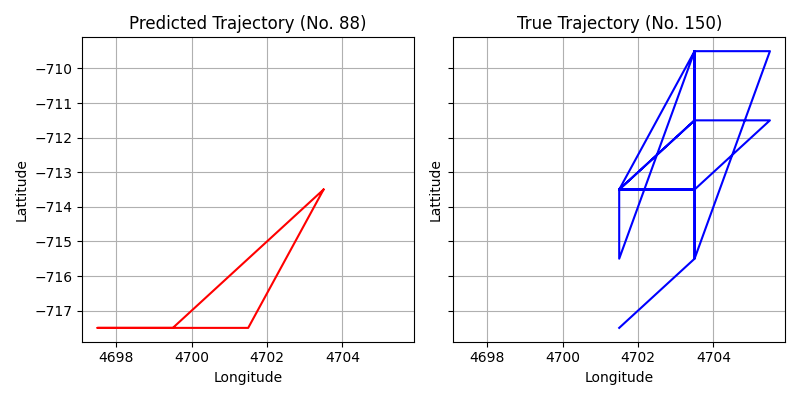 Predicted Trajectory (No. 88)
True Trajectory (No. 150)
Lattitude
−710
−711
−712
−713
−714
−715
−716
−717
4698
4700
4702
4704
Longitude
Lattitude
4698
4700
4702
4704
Longitude